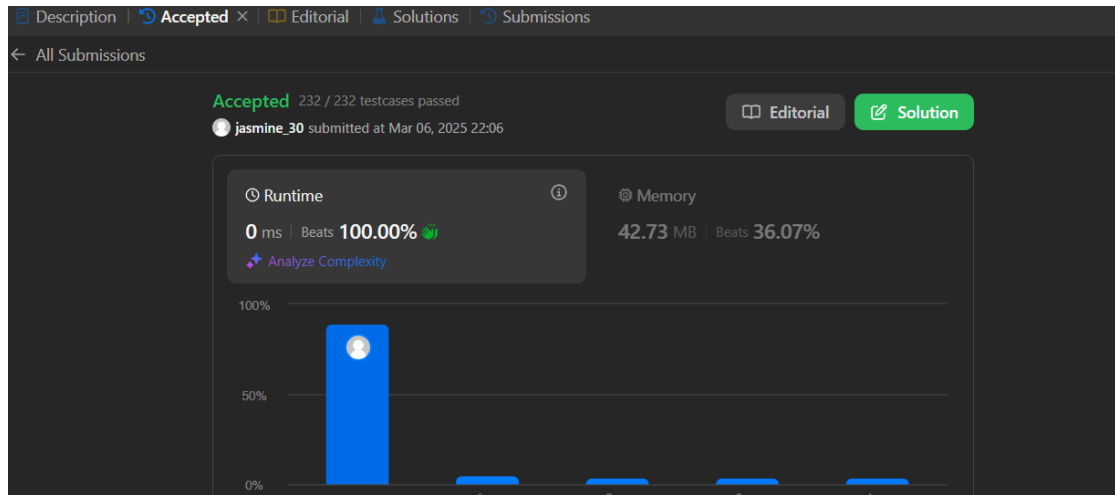 Description Accepted Editorial Solutions Submissions
All Submissions
Accepted 232 / 232 testcases passed
jasmine_30 submitted at Mar 06, 2025 22:06
Editorial Solution
Runtime Memory
0 ms Beats 100.00% 42.73 MB Beats 36.07%
Analyze Complexity
100%
50%
0%